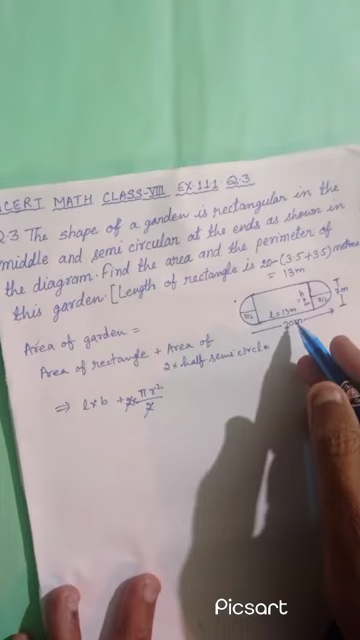 NCERT MATH CLASS-VIII EX.11.1 Q.3
Q.3 The shape of a garden is rectangular in the
middle and semi circular at the ends as shown in
the diagram. Find the area and the perimeter of
this garden. [Length of rectangle is 20-(3.5+3.5) metres
= 13m
l=13m
20m
7m
Area of garden =
Area of rectangle + Area of
2x half semi circle
⇒ l×b + 2×πr²/2
Picsart